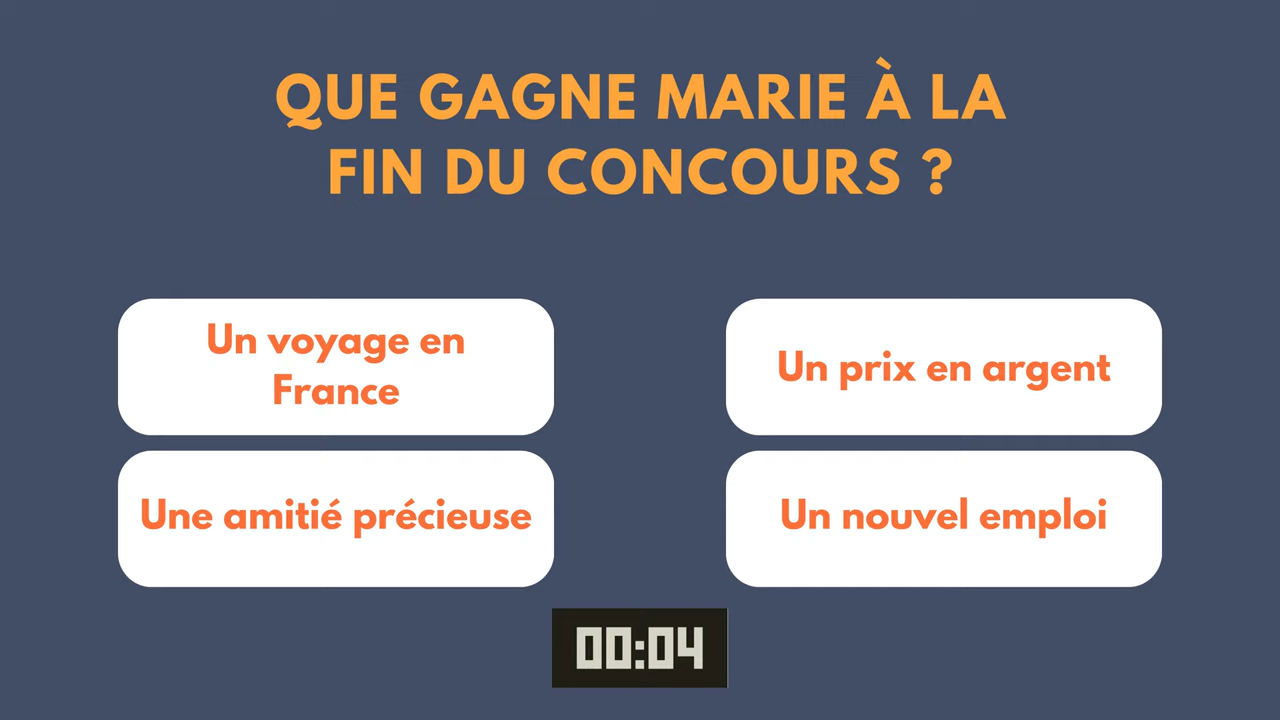 QUE GAGNE MARIE À LA
FIN DU CONCOURS ?
Un voyage en
France
Un prix en argent
Une amitié précieuse
Un nouvel emploi
00:04